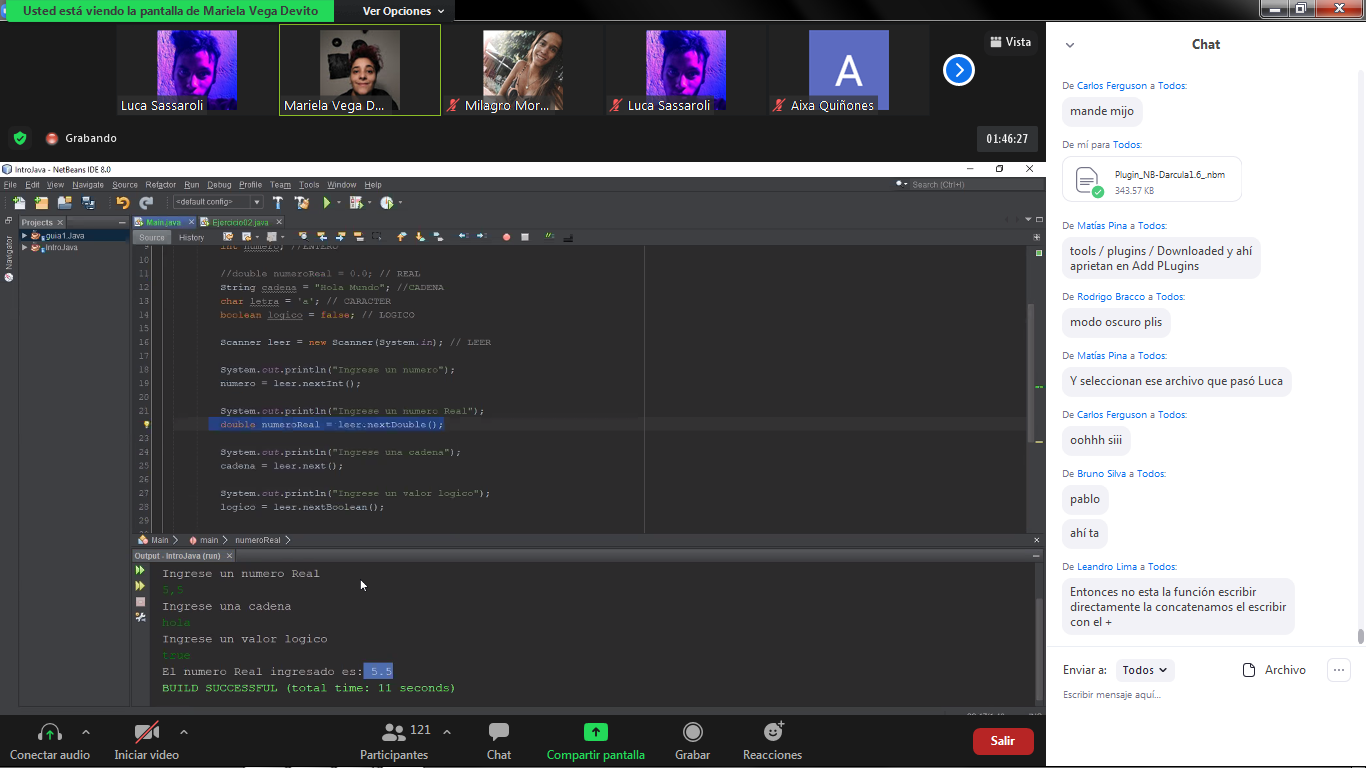 Usted está viendo la pantalla de Mariela Vega Devito
Ver Opciones
Luca Sassaroli
Mariela Vega D...
Milagro Mor...
Luca Sassaroli
A
Aixa Quiñones
Vista
Grabando
01:46:27
IntroJava - NetBeans IDE 8.0
File Edit View Navigate Source Refactor Run Debug Profile Team Tools Window Help
Search (Ctrl+I)
<default config>
Projects
Main.java
Ejercicio02.java
Navigator
guia1.Java
IntroJava
Source
History
9 int numero; //ENTERO
10
11 //double numeroReal = 0.0; // REAL
12 String cadena = "Hola Mundo"; //CADENA
13 char letra = 'a'; // CARACTER
14 boolean logico = false; // LOGICO
15
16 Scanner leer = new Scanner(System.in); // LEER
17
18 System.out.println("Ingrese un numero");
19 numero = leer.nextInt();
20
21 System.out.println("Ingrese un numero Real");
double numeroReal = leer.nextDouble();
23
24 System.out.println("Ingrese una cadena");
25 cadena = leer.next();
26
27 System.out.println("Ingrese un valor logico");
28 logico = leer.nextBoolean();
29
Main
main
numeroReal
Output - IntroJava (run)
Ingrese un numero Real
5,5
Ingrese una cadena
hola
Ingrese un valor logico
true
El numero Real ingresado es: 5.5
BUILD SUCCESSFUL (total time: 11 seconds)
Chat
De Carlos Ferguson a Todos:
mande mijo
De mí para Todos:
Plugin_NB-Darcula1.6_.nbm
343.57 KB
De Matías Pina a Todos:
tools / plugins / Downloaded y ahí
aprietan en Add PLugins
De Rodrigo Bracco a Todos:
modo oscuro plis
De Matías Pina a Todos:
Y seleccionan ese archivo que pasó Luca
De Carlos Ferguson a Todos:
oohhh siii
De Bruno Silva a Todos:
pablo
ahí ta
De Leandro Lima a Todos:
Entonces no esta la función escribir
directamente la concatenamos el escribir
con el +
Enviar a: Todos
Archivo
Escribir mensaje aquí...
Conectar audio
Iniciar video
121
Participantes
Chat
Compartir pantalla
Grabar
Reacciones
Salir